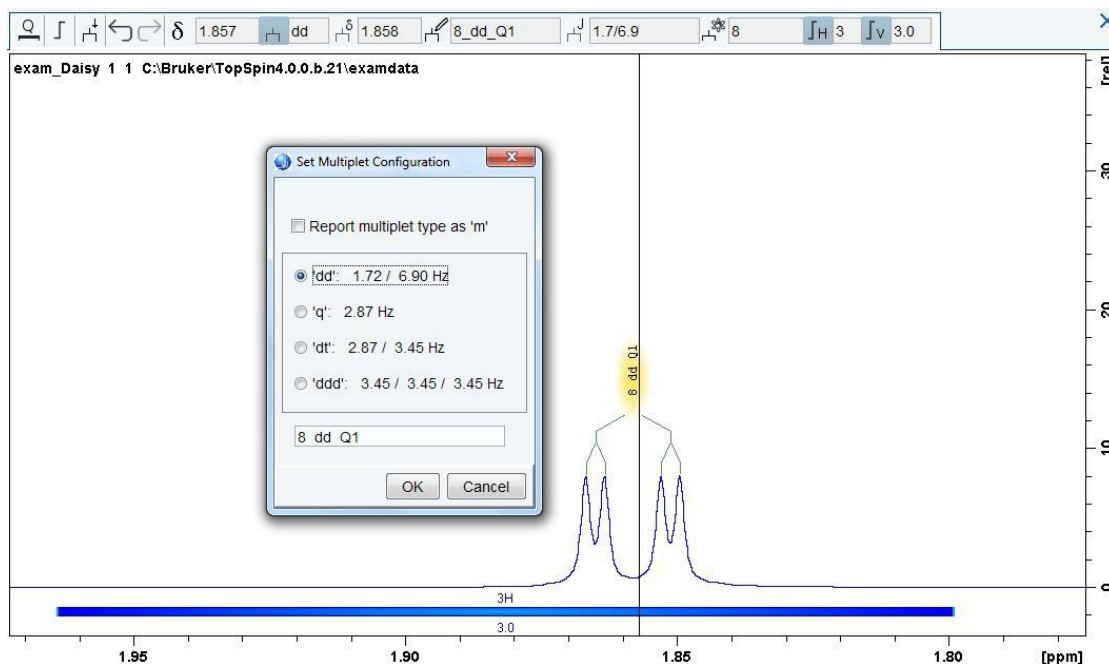 δ 1.857 dd δ 1.858 8_dd_Q1 J 1.7/6.9 8 H 3 V 3.0
exam_Daisy 1 1 C:\Bruker\TopSpin4.0.0.b.21\examdata
[rel]
Set Multiplet Configuration
Report multiplet type as 'm'
'dd': 1.72 / 6.90 Hz
'q': 2.87 Hz
'dt': 2.87 / 3.45 Hz
'ddd': 3.45 / 3.45 / 3.45 Hz
8 dd Q1
OK Cancel
8 dd Q1
30
20
10
0
3H
3.0
1.95 1.90 1.85 1.80 [ppm]